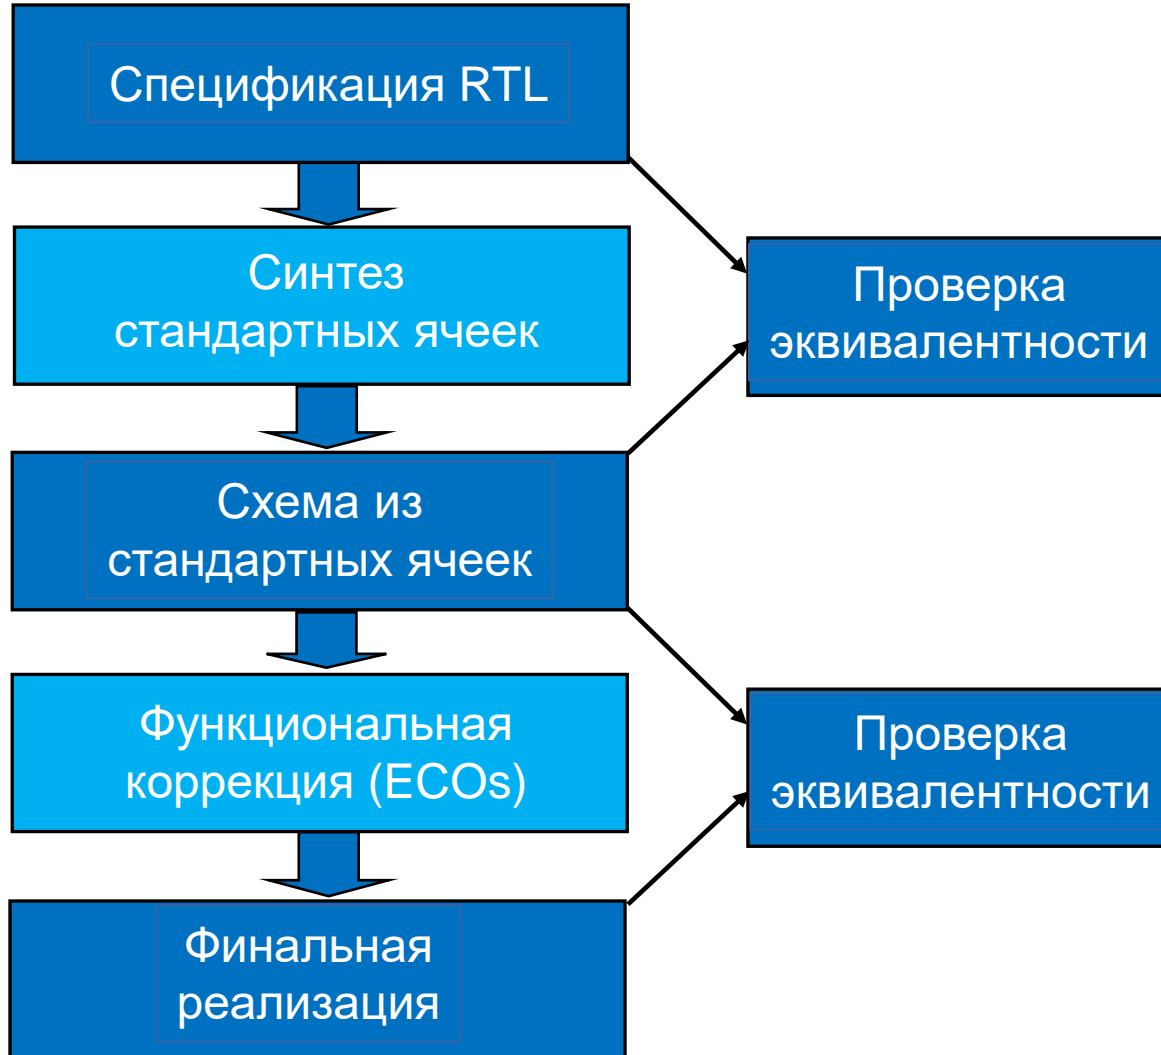 Спецификация RTL
Синтез
стандартных ячеек
Проверка
эквивалентности
Схема из
стандартных ячеек
Функциональная
коррекция (ECOs)
Проверка
эквивалентности
Финальная
реализация